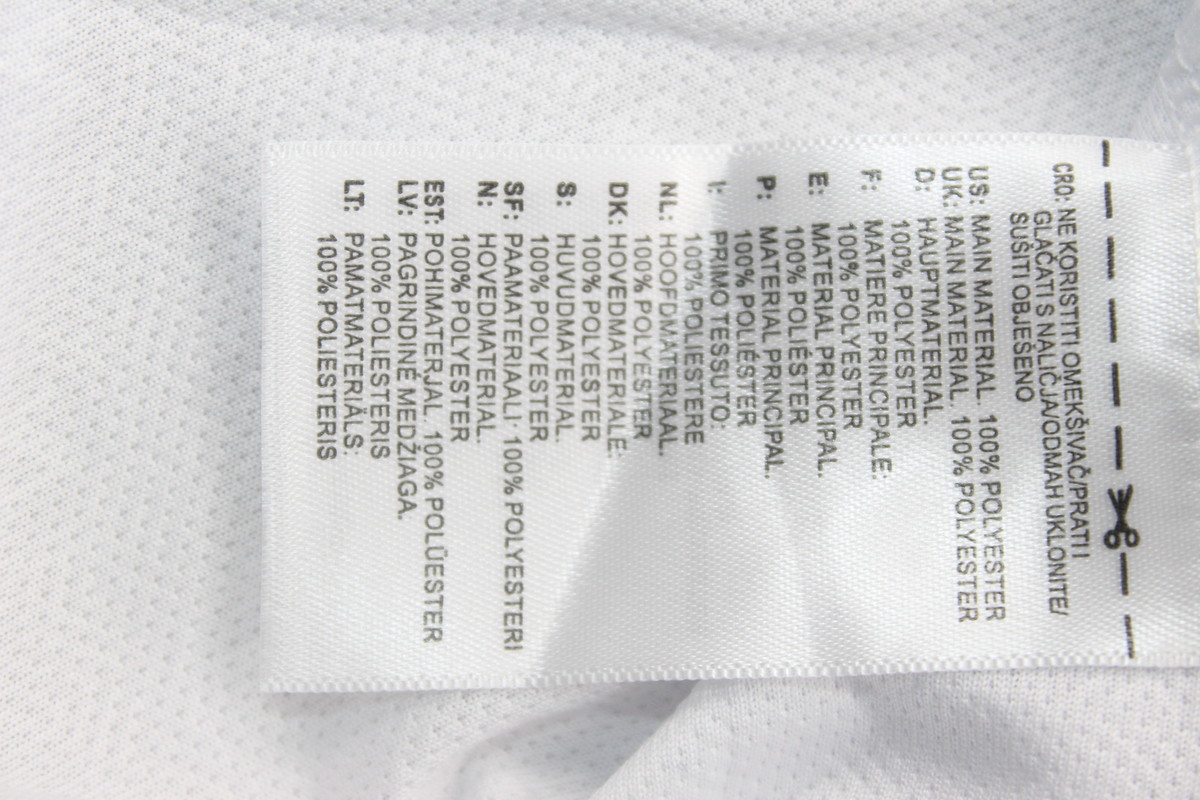 CRO: NE KORISTITI OMEKŠIVAČ/PRATI I
GLAČATI S NALIČJA/ODMAH UKLONITE/
SUŠITI OBJEŠENO
US: MAIN MATERIAL. 100% POLYESTER
UK: MAIN MATERIAL. 100% POLYESTER
D: HAUPTMATERIAL.
100% POLYESTER
F: MATIERE PRINCIPALE:
100% POLYESTER
E: MATERIAL PRINCIPAL.
100% POLIÉSTER
P: MATERIAL PRINCIPAL.
100% POLIÉSTER
I: PRIMO TESSUTO:
100% POLIESTERE
NL: HOOFDMATERIAAL.
100% POLYESTER
DK: HOVEDMATERIALE:
100% POLYESTER
S: HUVUDMATERIAL.
100% POLYESTER
SF: PÄÄMATERIAALI: 100% POLYESTERI
N: HOVEDMATERIAL.
100% POLYESTER
EST: POHIMATERJAL. 100% POLÜESTER
LV: PAGRINDINĖ MEDŽIAGA.
100% POLIESTERIS
LT: PAMATMATERIĀLS:
100% POLIESTERIS